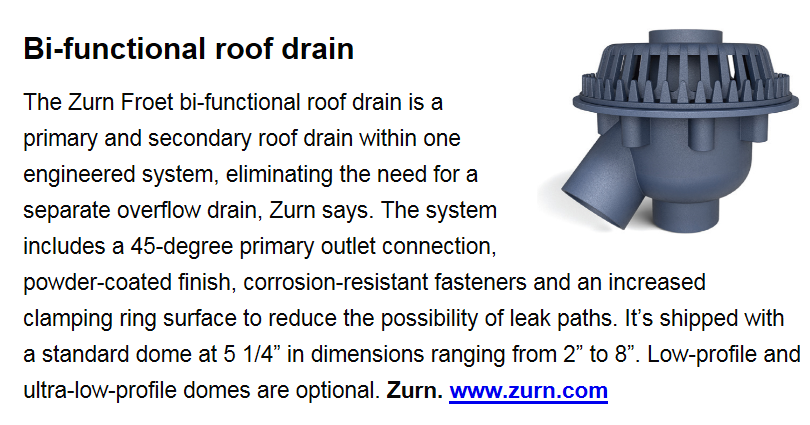 Bi-functional roof drain
The Zurn Froet bi-functional roof drain is a
primary and secondary roof drain within one
engineered system, eliminating the need for a
separate overflow drain, Zurn says. The system
includes a 45-degree primary outlet connection,
powder-coated finish, corrosion-resistant fasteners and an increased
clamping ring surface to reduce the possibility of leak paths. It’s shipped with
a standard dome at 5 1/4” in dimensions ranging from 2” to 8”. Low-profile and
ultra-low-profile domes are optional. Zurn. www.zurn.com